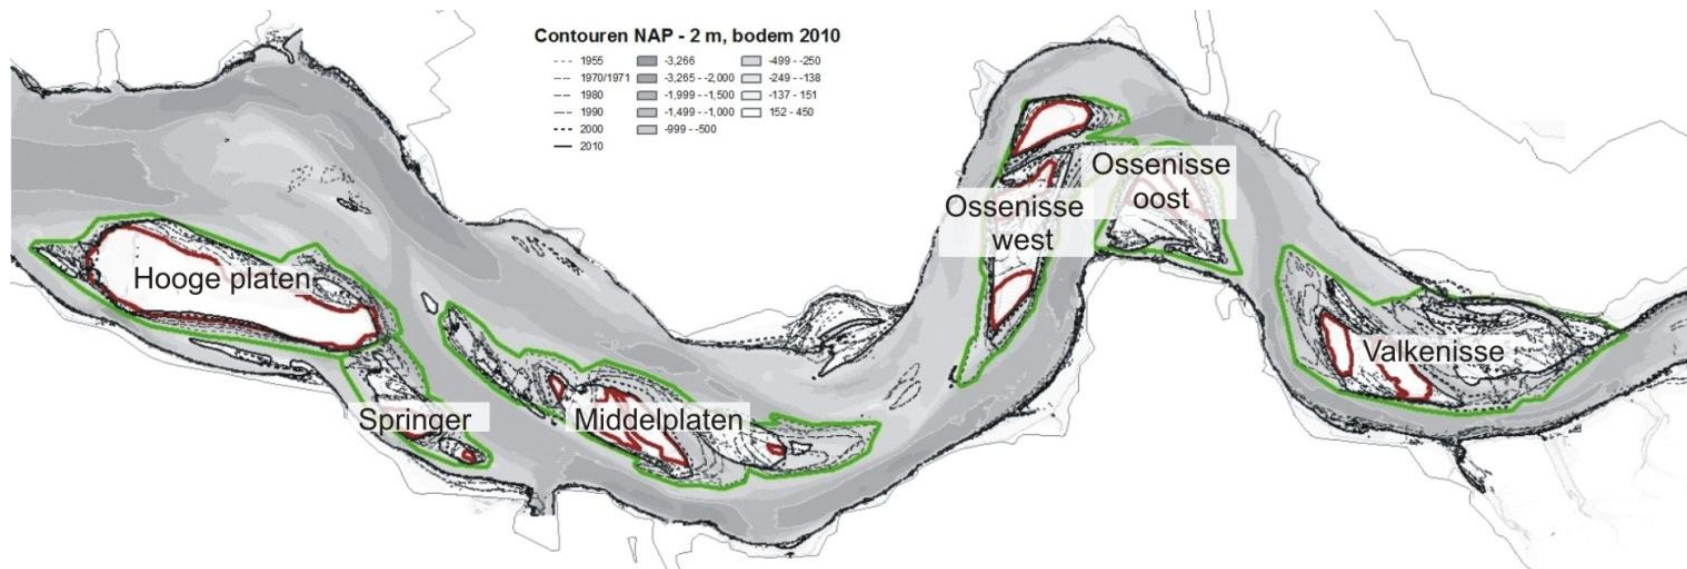 Contouren NAP - 2 m, bodem 2010
1955
1970/1971
1980
1990
2000
2010
-3,266
-3,265 - -2,000
-1,999 - -1,500
-1,499 - -1,000
-999 - -500
-499 - -250
-249 - -138
-137 - 151
152 - 450
Ossenisse
oost
Ossenisse
west
Hooge platen
Valkenisse
Springer
Middelplaten